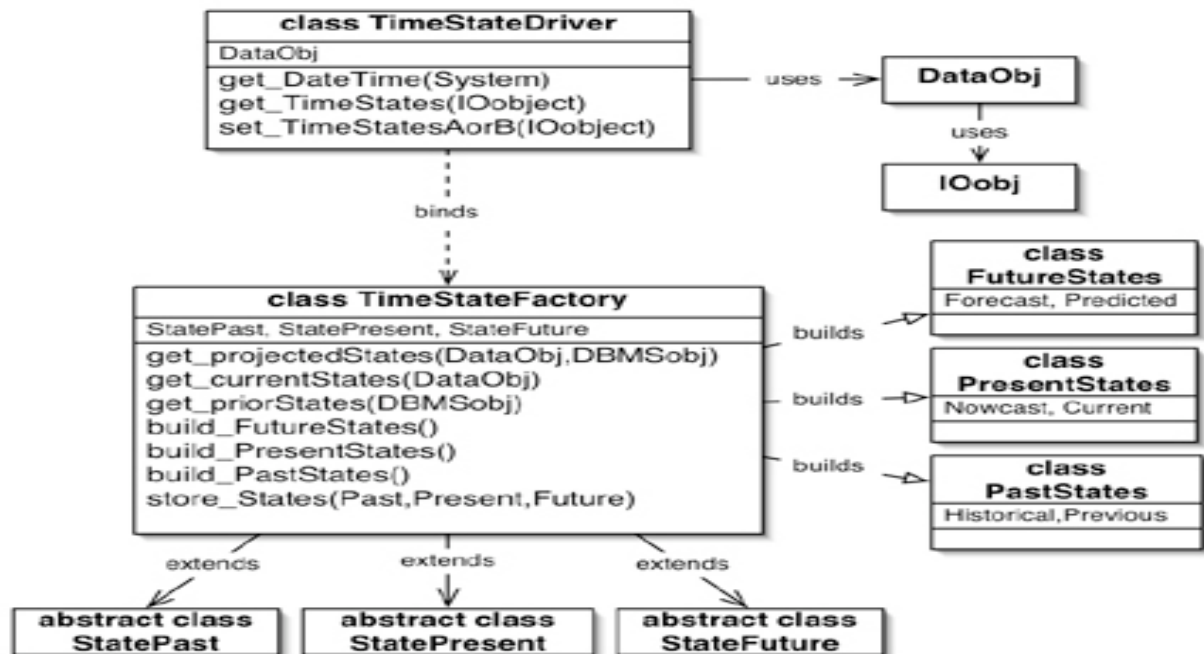 class TimeStateDriver
DataObj
get_DateTime(System)
get_TimeStates(IOobject)
set_TimeStatesAorB(IOobject)
uses
DataObj
uses
IOobj
binds
class TimeStateFactory
StatePast, StatePresent, StateFuture
get_projectedStates(DataObj,DBMSobj)
get_currentStates(DataObj)
get_priorStates(DBMSobj)
build_FutureStates()
build_PresentStates()
build_PastStates()
store_States(Past,Present,Future)
builds
class
FutureStates
Forecast, Predicted
builds
class
PresentStates
Nowcast, Current
builds
class
PastStates
Historical,Previous
extends
extends
extends
abstract class
StatePast
abstract class
StatePresent
abstract class
StateFuture